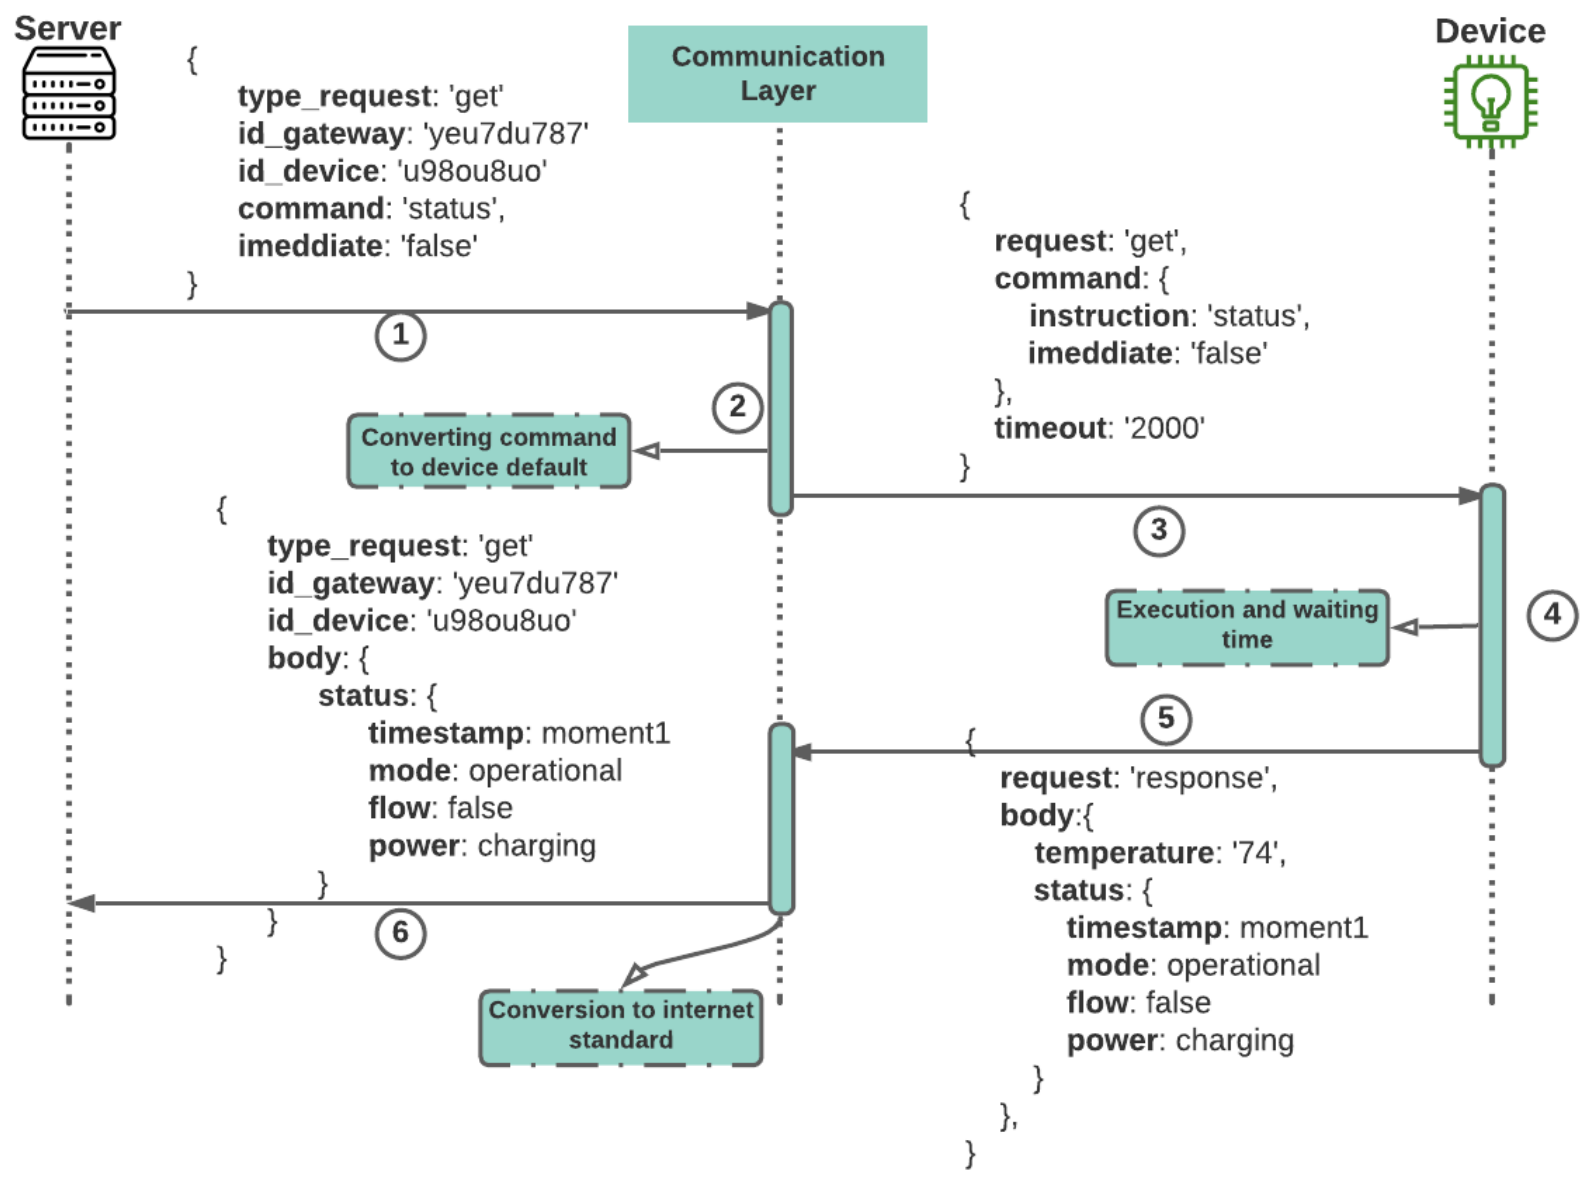 Server
Communication
Layer
Device
{
type_request: 'get'
id_gateway: 'yeu7du787'
id_device: 'u98ou8uo'
command: 'status',
imeddiate: 'false'
}
1
2
Converting command
to device default
{
request: 'get',
command: {
instruction: 'status',
imeddiate: 'false'
},
timeout: '2000'
}
3
4
Execution and waiting
time
5
{
request: 'response',
body:{
temperature: '74',
status: {
timestamp: moment1
mode: operational
flow: false
power: charging
}
},
}
{
type_request: 'get'
id_gateway: 'yeu7du787'
id_device: 'u98ou8uo'
body: {
status: {
timestamp: moment1
mode: operational
flow: false
power: charging
}
}
}
6
Conversion to internet
standard